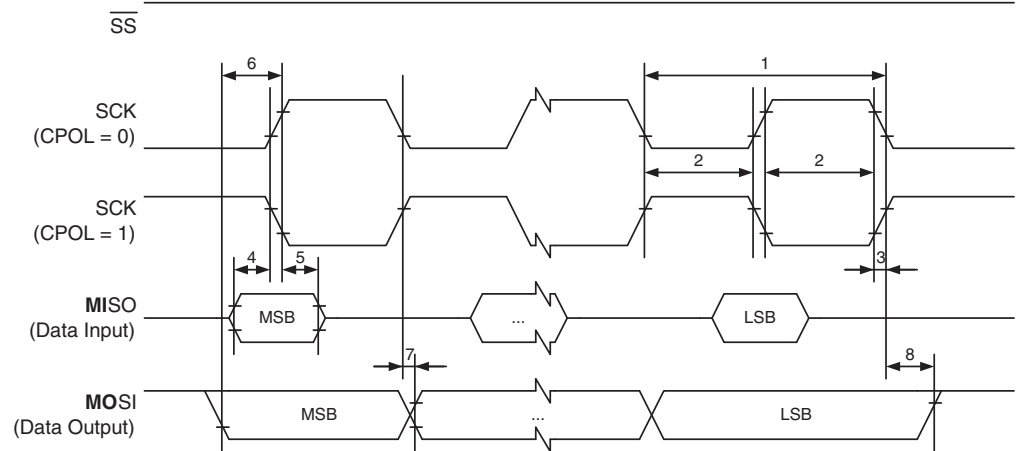 SS
6
1
SCK
(CPOL = 0)
2
2
SCK
(CPOL = 1)
4
5
3
MISO
(Data Input)
MSB
...
LSB
7
8
MOSI
(Data Output)
MSB
...
LSB